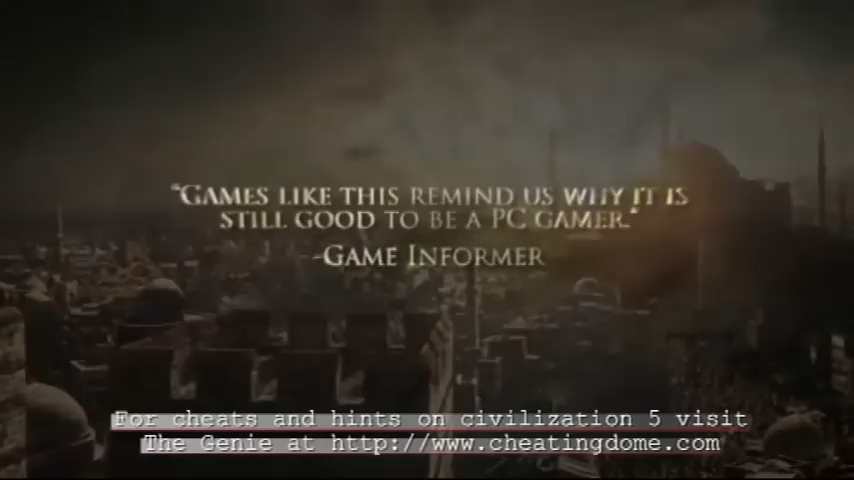 "Games like this remind us why it is
still good to be a PC gamer."
-Game Informer
For cheats and hints on civilization 5 visit
The Genie at http://www.cheatingdome.com